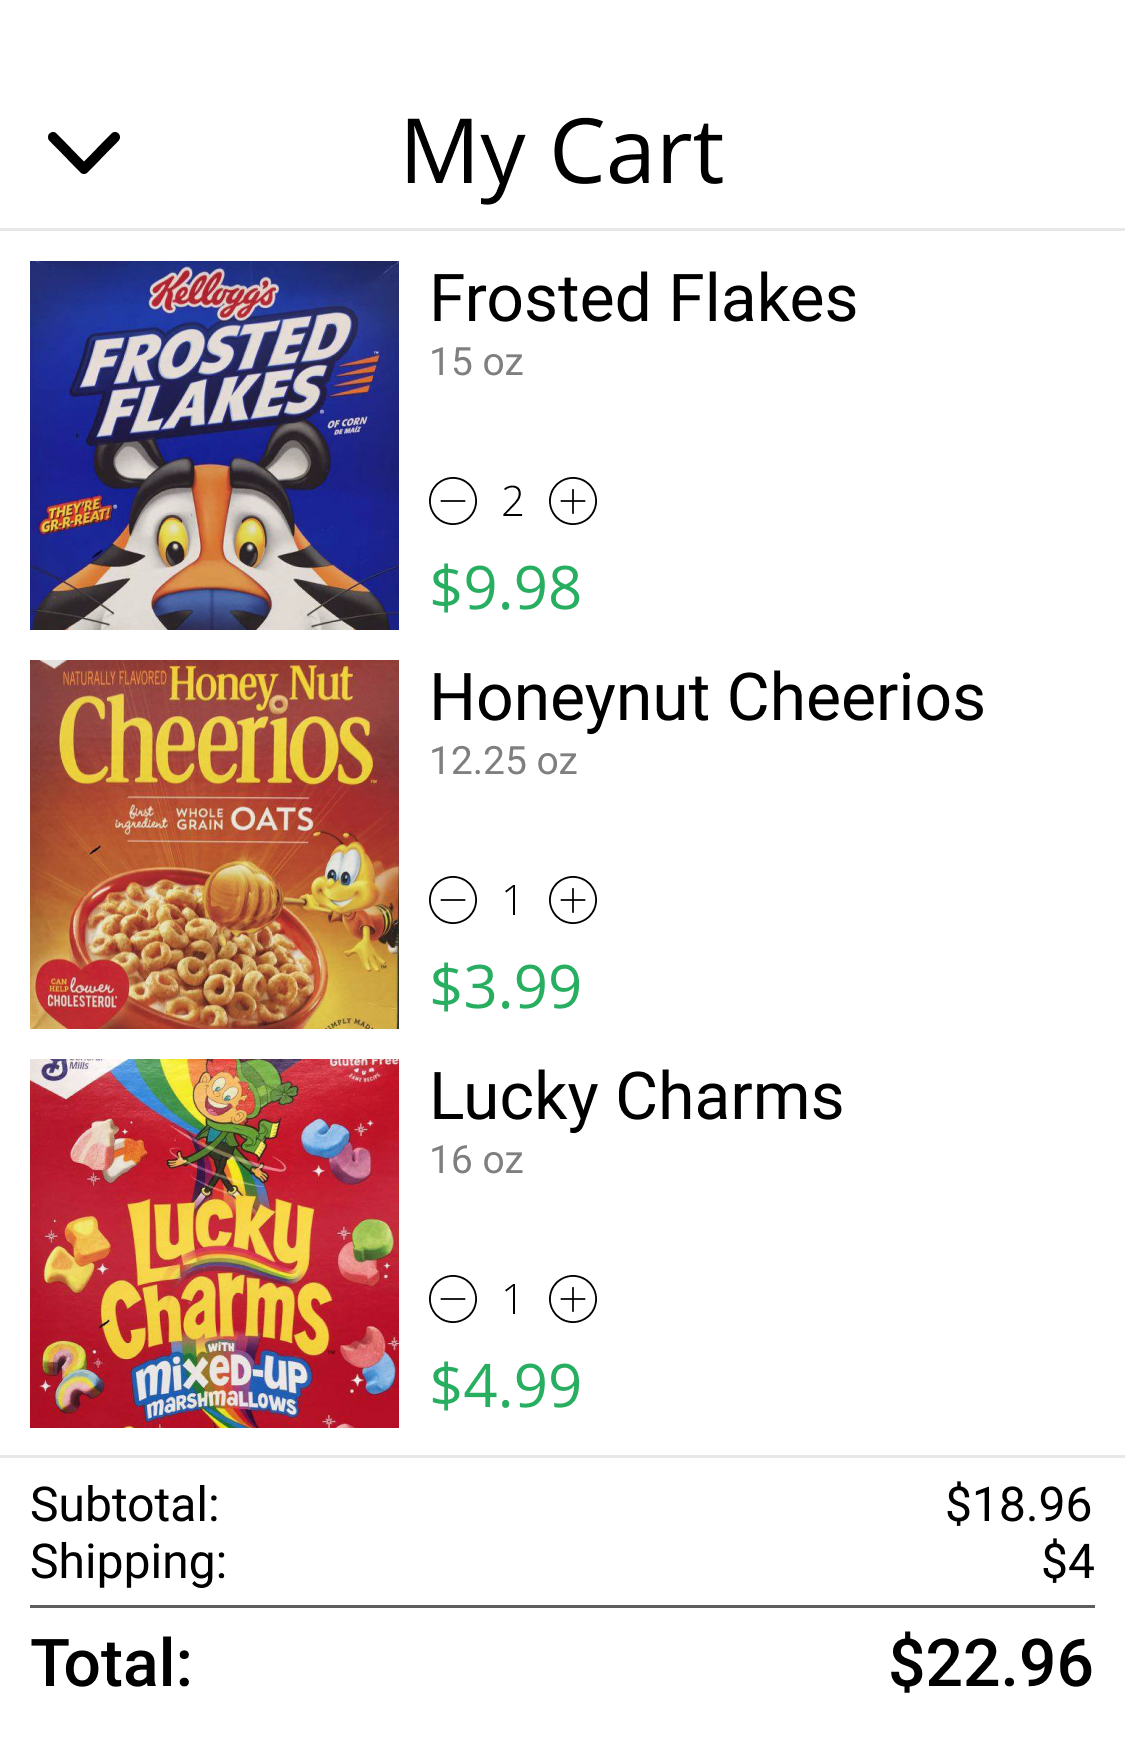 My Cart
Kellogg's
FROSTED
FLAKES
OF CORN
DE MAÍZ
THEY'RE
GR-R-REAT!
Frosted Flakes
15 oz
2
$9.98
NATURALLY FLAVORED Honey Nut
Cheerios
first ingredient WHOLE GRAIN OATS
CAN HELP lower
CHOLESTEROL
Honeynut Cheerios
12.25 oz
1
$3.99
Mills
Gluten Free
Lucky
Charms
WITH
mixed-up
marshmallows
Lucky Charms
16 oz
1
$4.99
Subtotal: $18.96
Shipping: $4
Total: $22.96